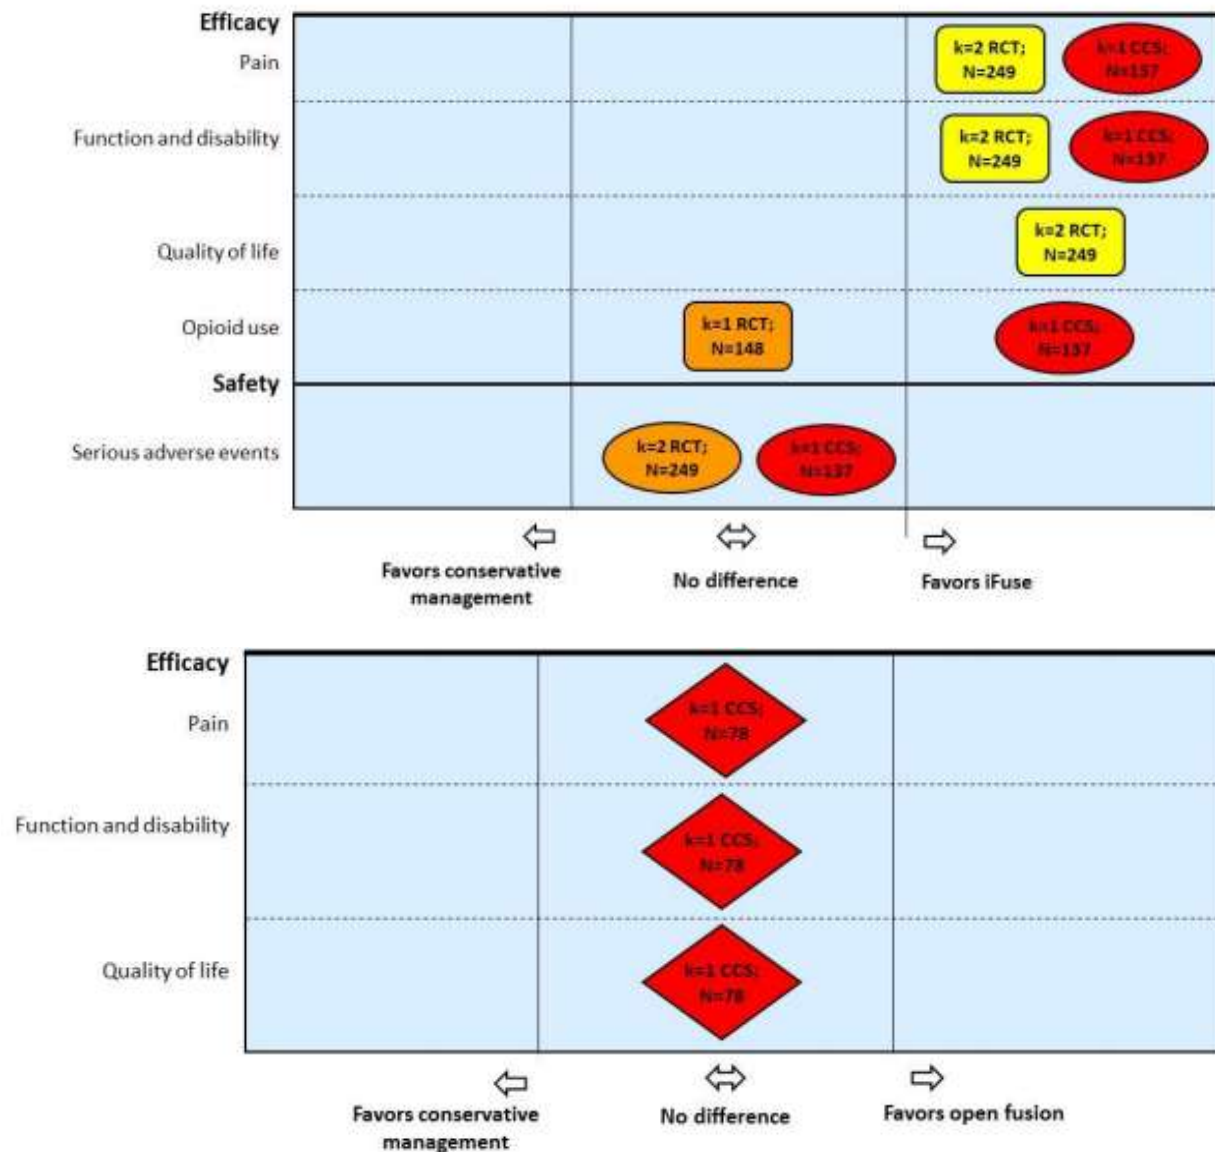 Efficacy
Pain
k=2 RCT;
N=249
k=1 CCS;
N=137
Function and disability
k=2 RCT;
N=249
k=1 CCS;
N=137
Quality of life
k=2 RCT;
N=249
Opioid use
k=1 RCT;
N=148
k=1 CCS;
N=137
Safety
Serious adverse events
k=2 RCT;
N=249
k=1 CCS;
N=137
Favors conservative
management
No difference
Favors iFuse
Efficacy
Pain
k=1 CCS;
N=78
Function and disability
k=1 CCS;
N=78
Quality of life
k=1 CCS;
N=78
Favors conservative
management
No difference
Favors open fusion